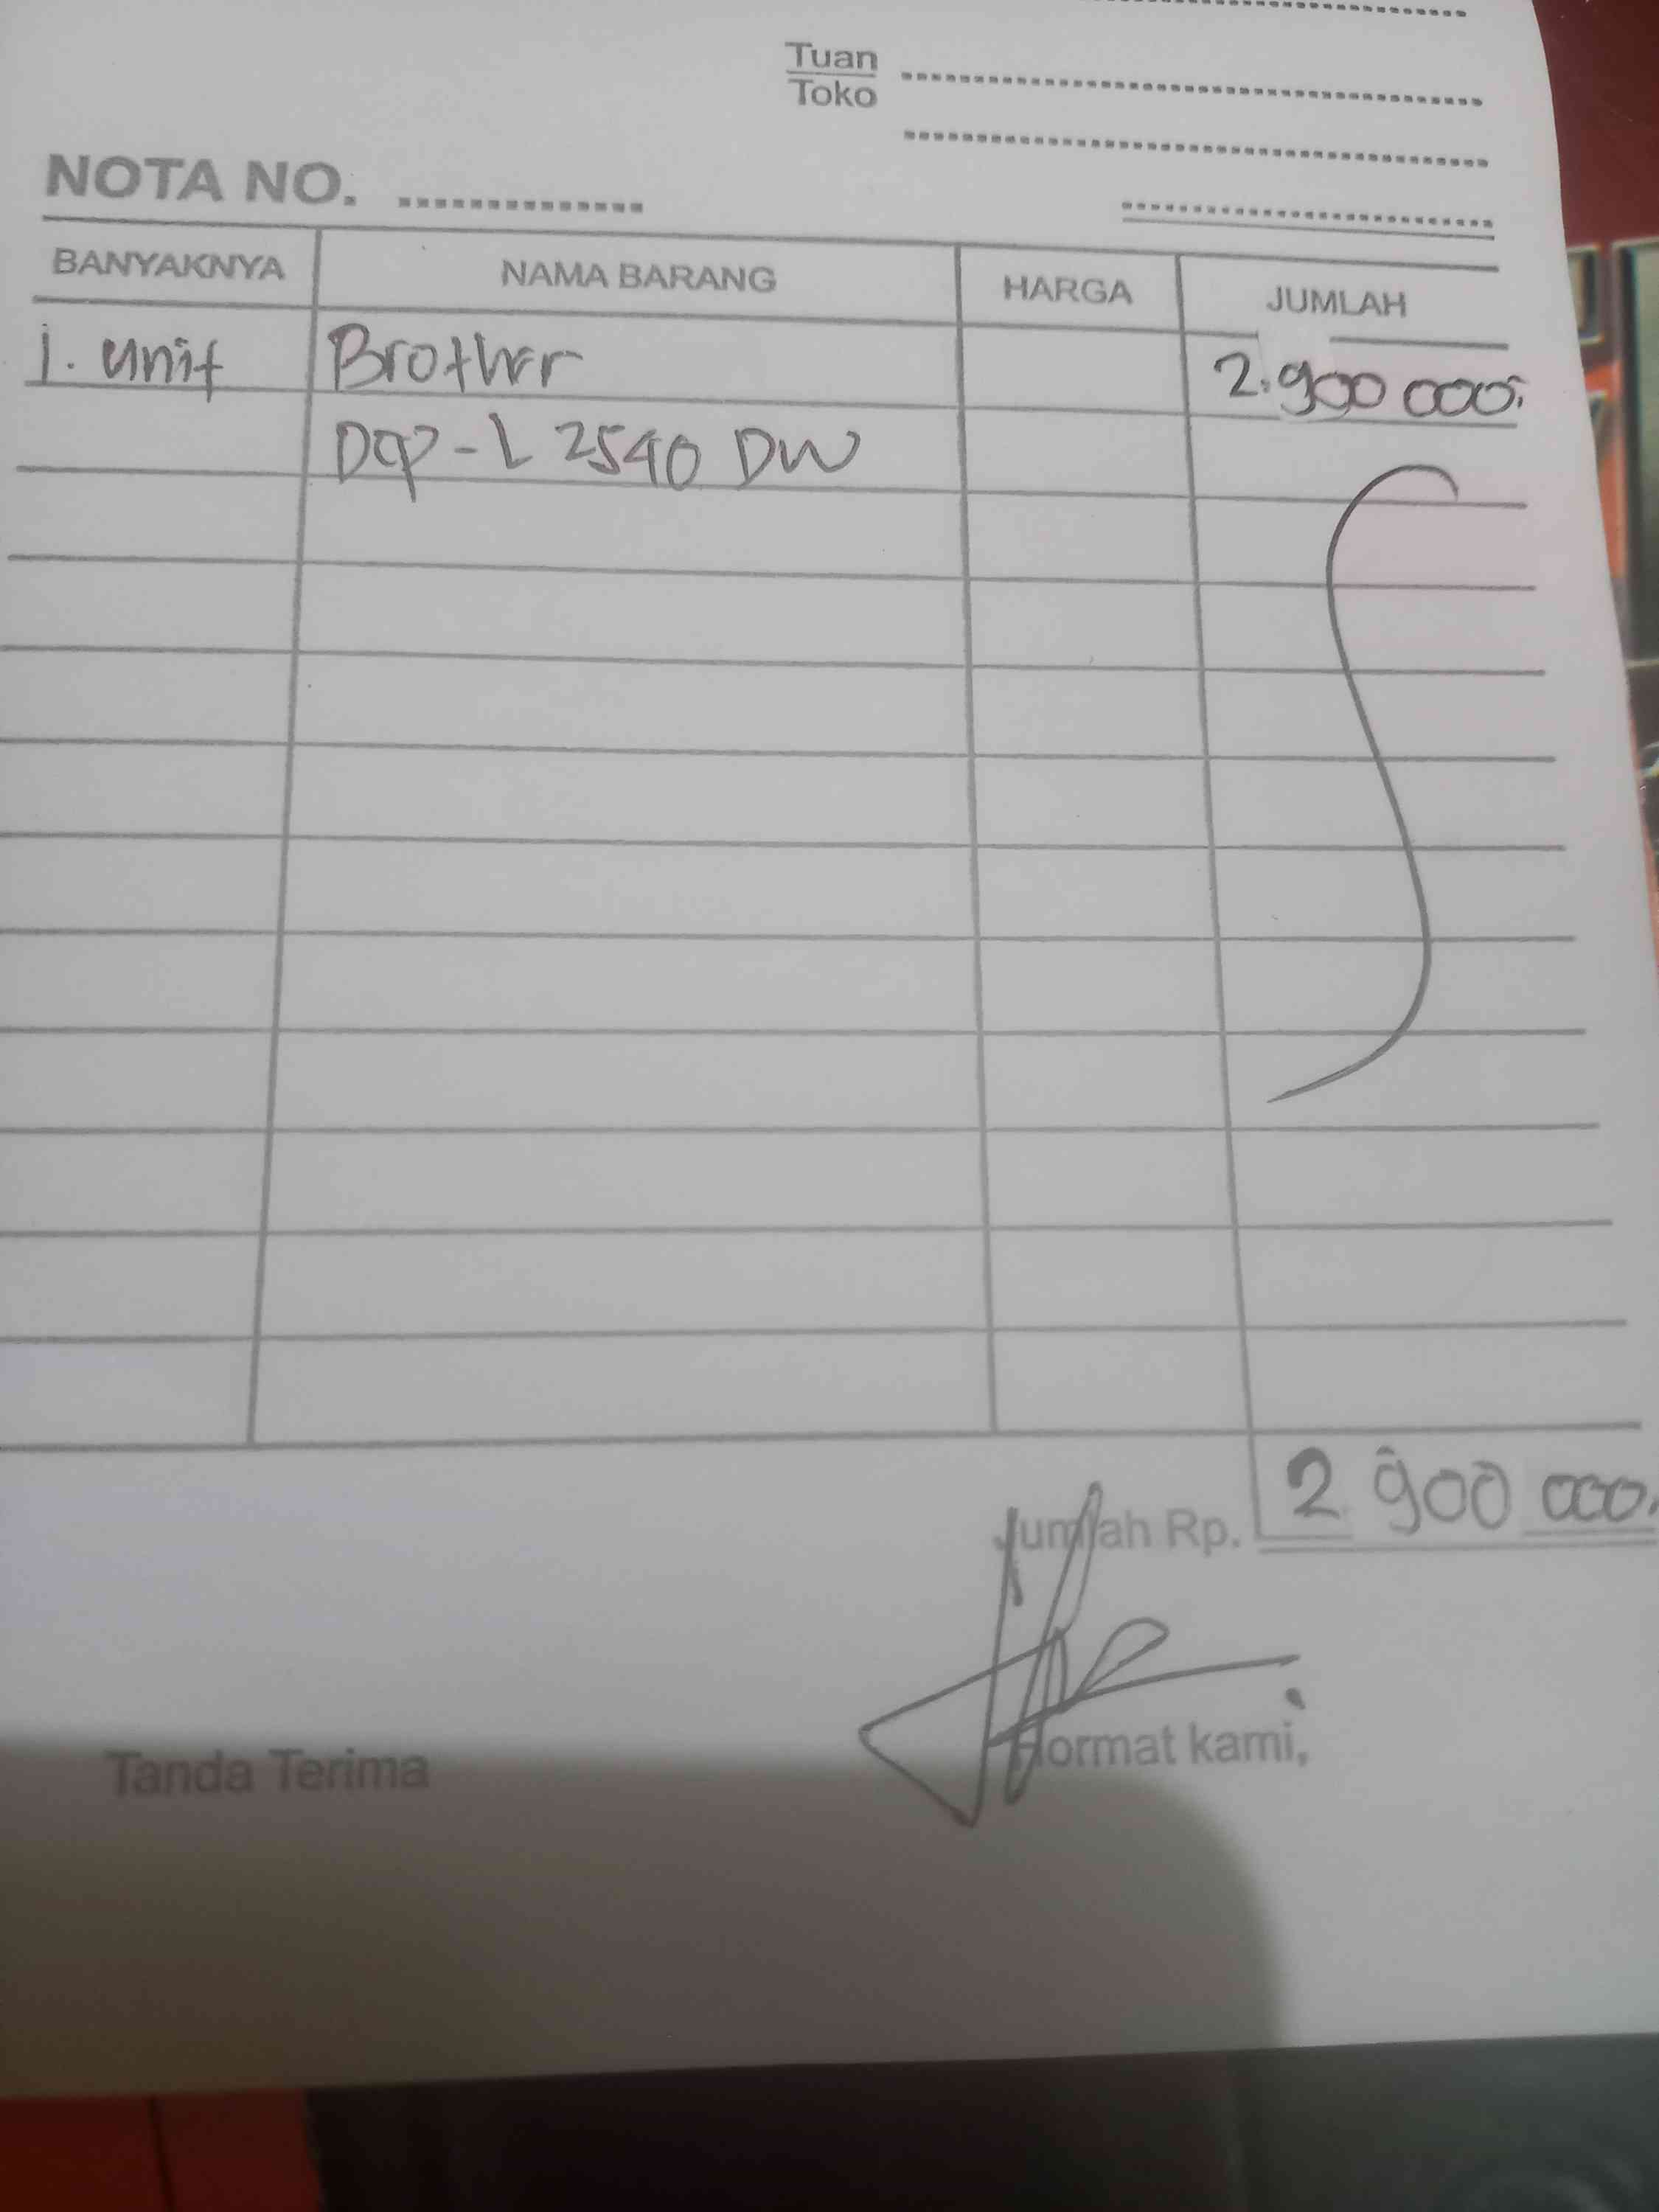 Tuan
Toko
NOTA NO.
BANYAKNYA NAMA BARANG HARGA JUMLAH
1. unit Brother 2.900 000.
Dcp-L 2540 DW
Jumlah Rp. 2 900 000.
Tanda Terima Hormat kami,